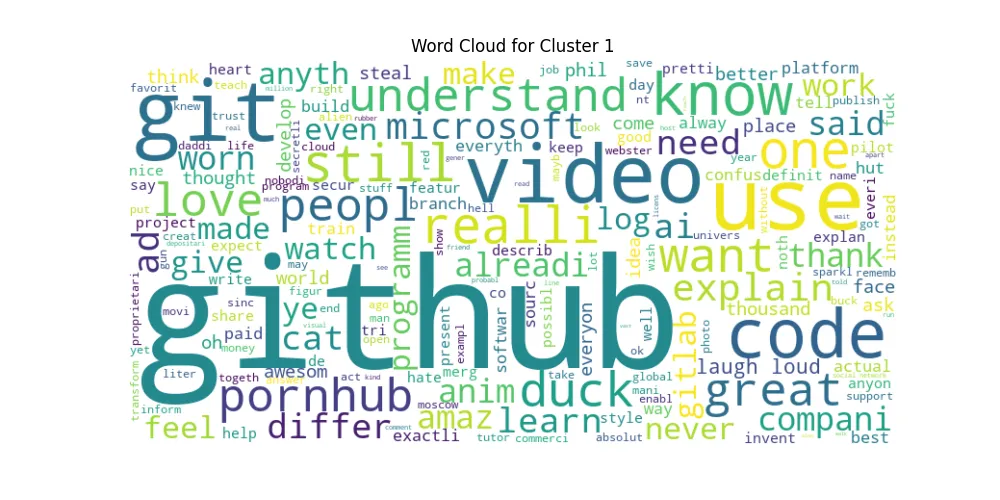 Word Cloud for Cluster 1
favorit
think
heart
anyth
steal
make
job
phil
save
pretti
better
platform
git
knew
teach
million
right
understand
day
know
work
tell
publish
trust
real
build
alien
rubber
even
microsoft
look
nt
come
alway
place
said
fuck
daddi
life
develop
secretli
cloud
everyth
keep
good
webster
need
year
one
pilot
worn
nobodi
still
red
gener
video
mayb
confus
definit
name
apart
nice
thought
program
secur
stuff
featur
read
use
hut
say
love
much
peopl
branch
hell
licens
without
everi
wait
put
project
made
train
realli
log
ai
univers
got
instead
creat
depositari
ad
gun
expect
watch
show
friend
describ
idea
wish
want
noth
explan
thank
give
may
see
programm
alreadi
lot
sparkl
rememb
told
face
proprietari
write
world
figur
github
probabl
line
explain
buck
run
movi
sinc
share
ye
end
ago
man
open
co
sourc
possibl
thousand
ask
yet
oh
money
paid
cat
visual
tri
present
exampl
softwar
everyon
well
photo
code
transform
liter
togeth
awesom
answer
de
act
kind
hate
merg
take
ok
global
mani
enabl
gitlab
laugh loud
actual
social network
anyon
support
inform
pornhub
moscow
comment
anim
duck
great
feel
help
differ
exactli
amaz
tutor
learn
commerci
style
absolut
way
never
invent
compani
best